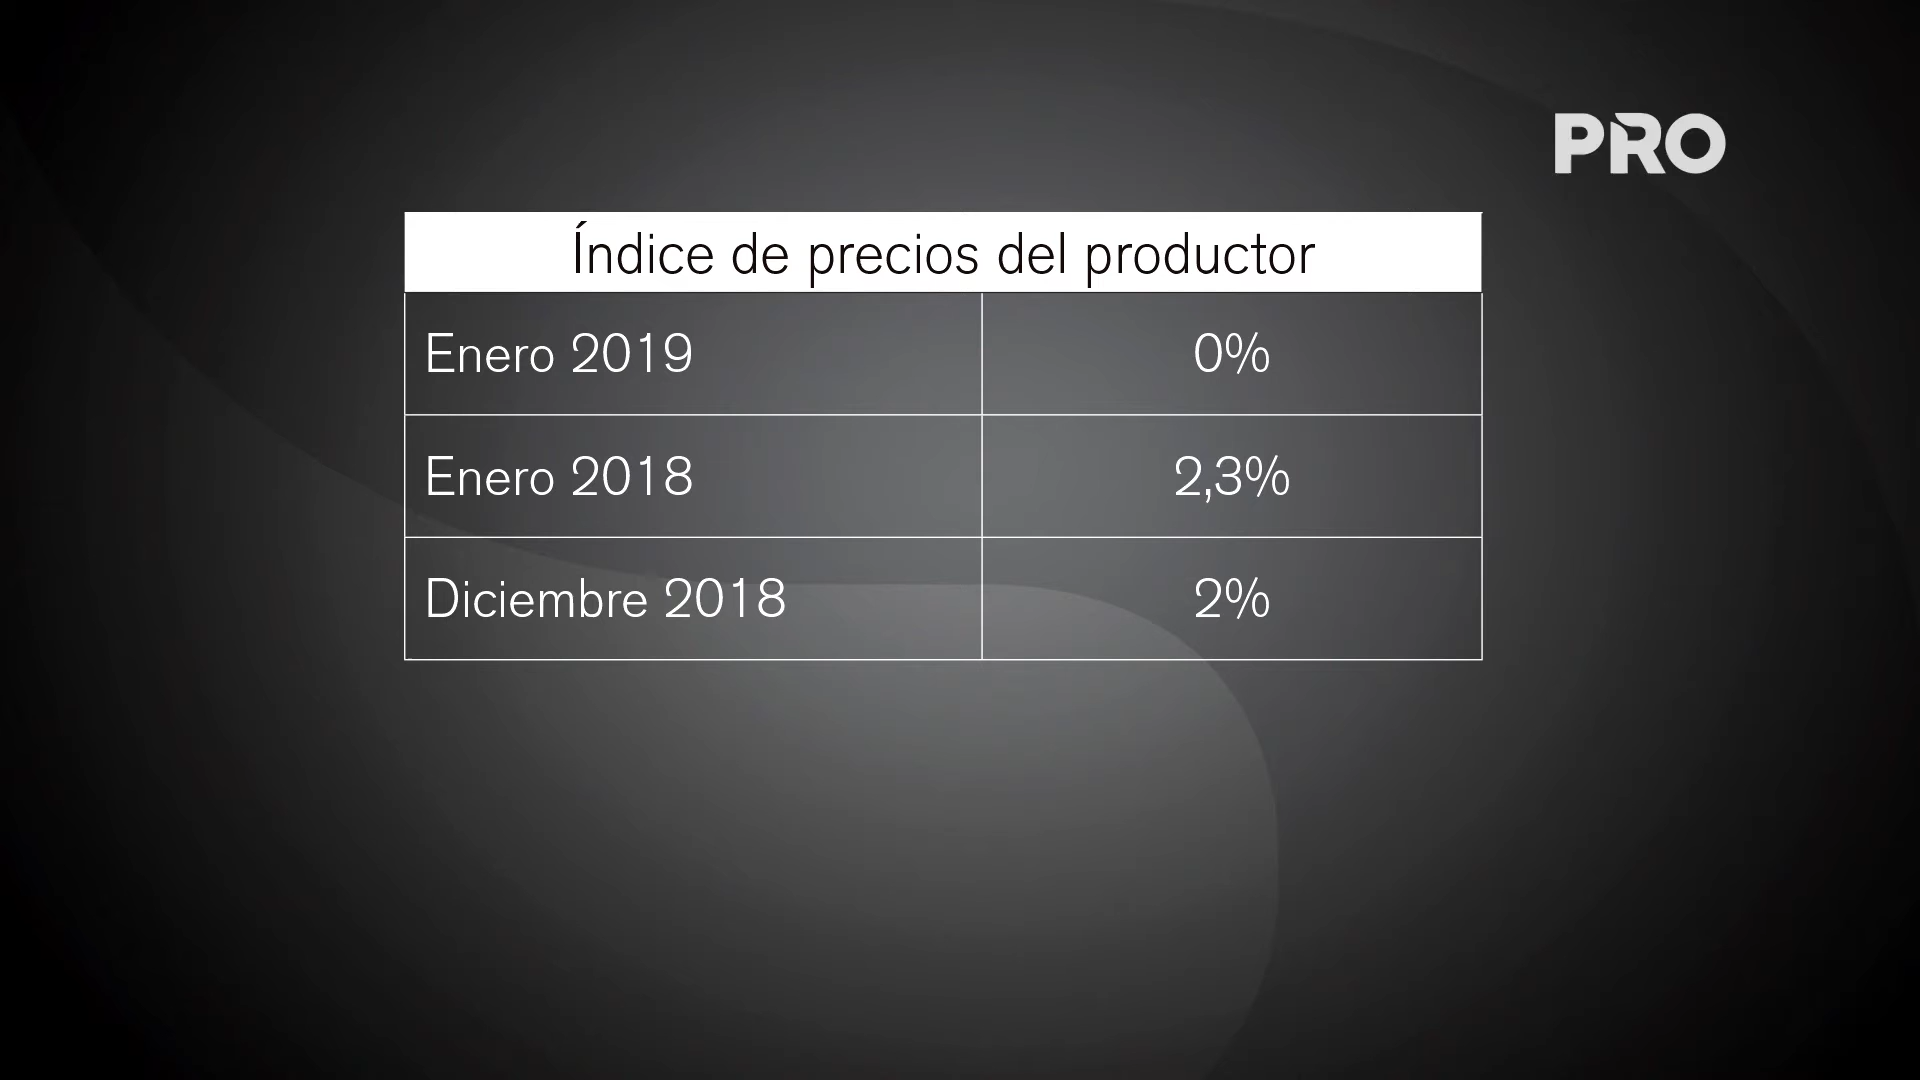 PRO
Índice de precios del productor
Enero 2019 0%
Enero 2018 2,3%
Diciembre 2018 2%